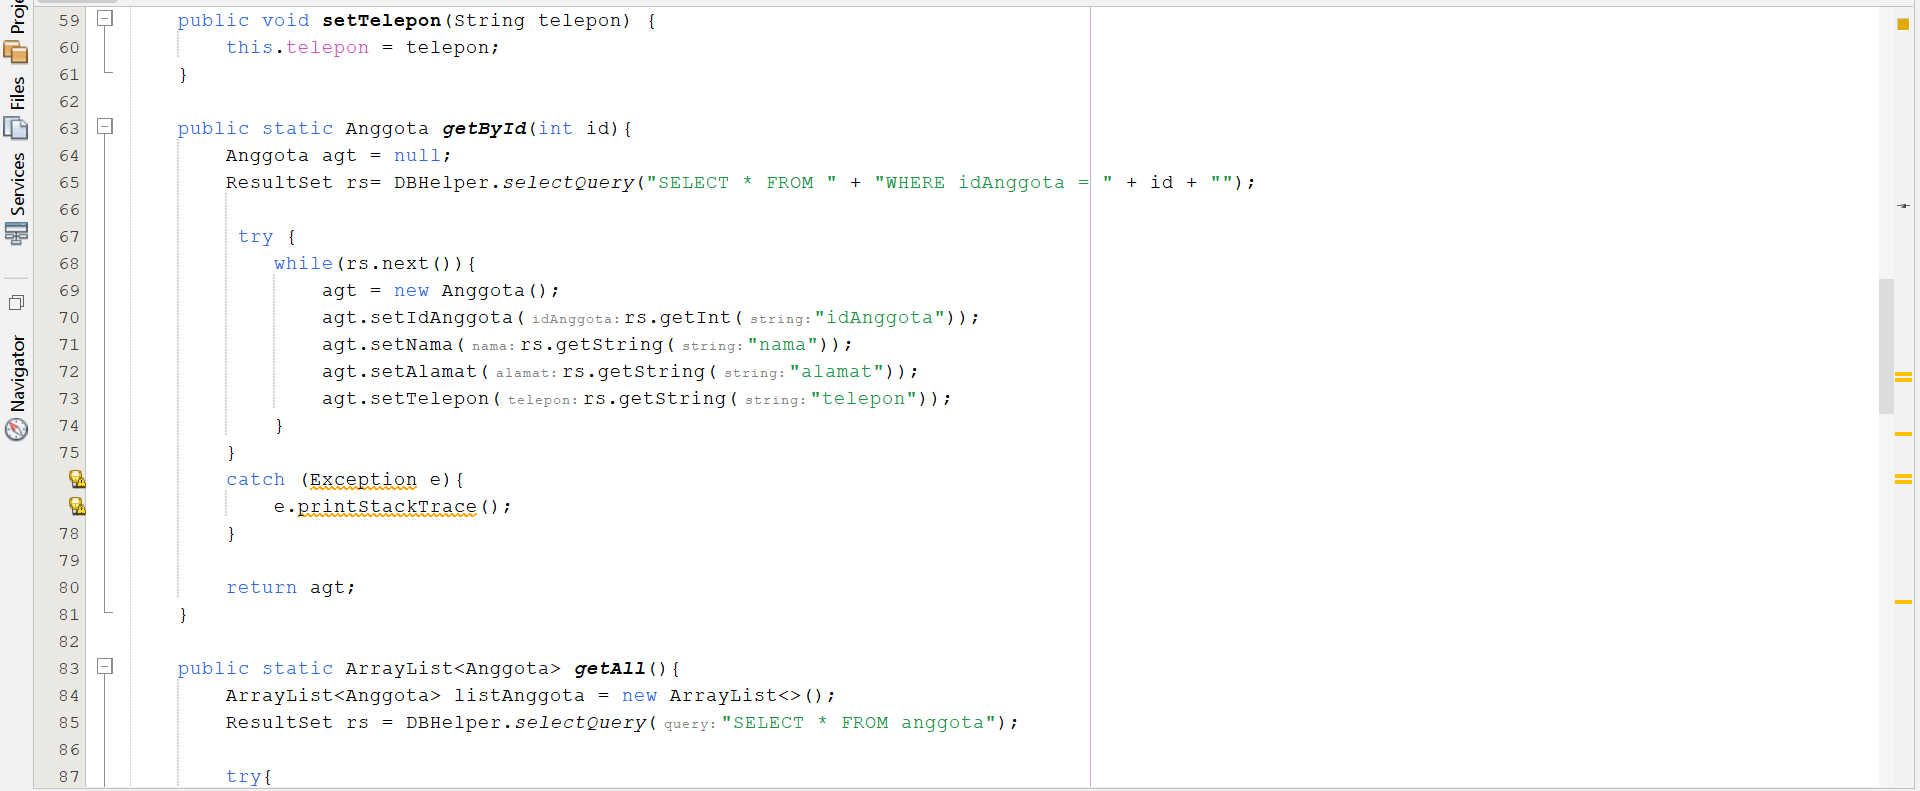 Proje
Files
Services
Navigator
59 public void setTelepon(String telepon) {
60 this.telepon = telepon;
61 }
62
63 public static Anggota getById(int id){
64 Anggota agt = null;
65 ResultSet rs= DBHelper.selectQuery("SELECT * FROM " + "WHERE idAnggota = " + id + "");
66
67 try {
68 while(rs.next()){
69 agt = new Anggota();
70 agt.setIdAnggota(idAnggota:rs.getInt(string:"idAnggota"));
71 agt.setNama(nama:rs.getString(string:"nama"));
72 agt.setAlamat(alamat:rs.getString(string:"alamat"));
73 agt.setTelepon(telepon:rs.getString(string:"telepon"));
74 }
75 }
catch (Exception e){
e.printStackTrace();
78 }
79
80 return agt;
81 }
82
83 public static ArrayList<Anggota> getAll(){
84 ArrayList<Anggota> listAnggota = new ArrayList<>();
85 ResultSet rs = DBHelper.selectQuery(query:"SELECT * FROM anggota");
86
87 try{